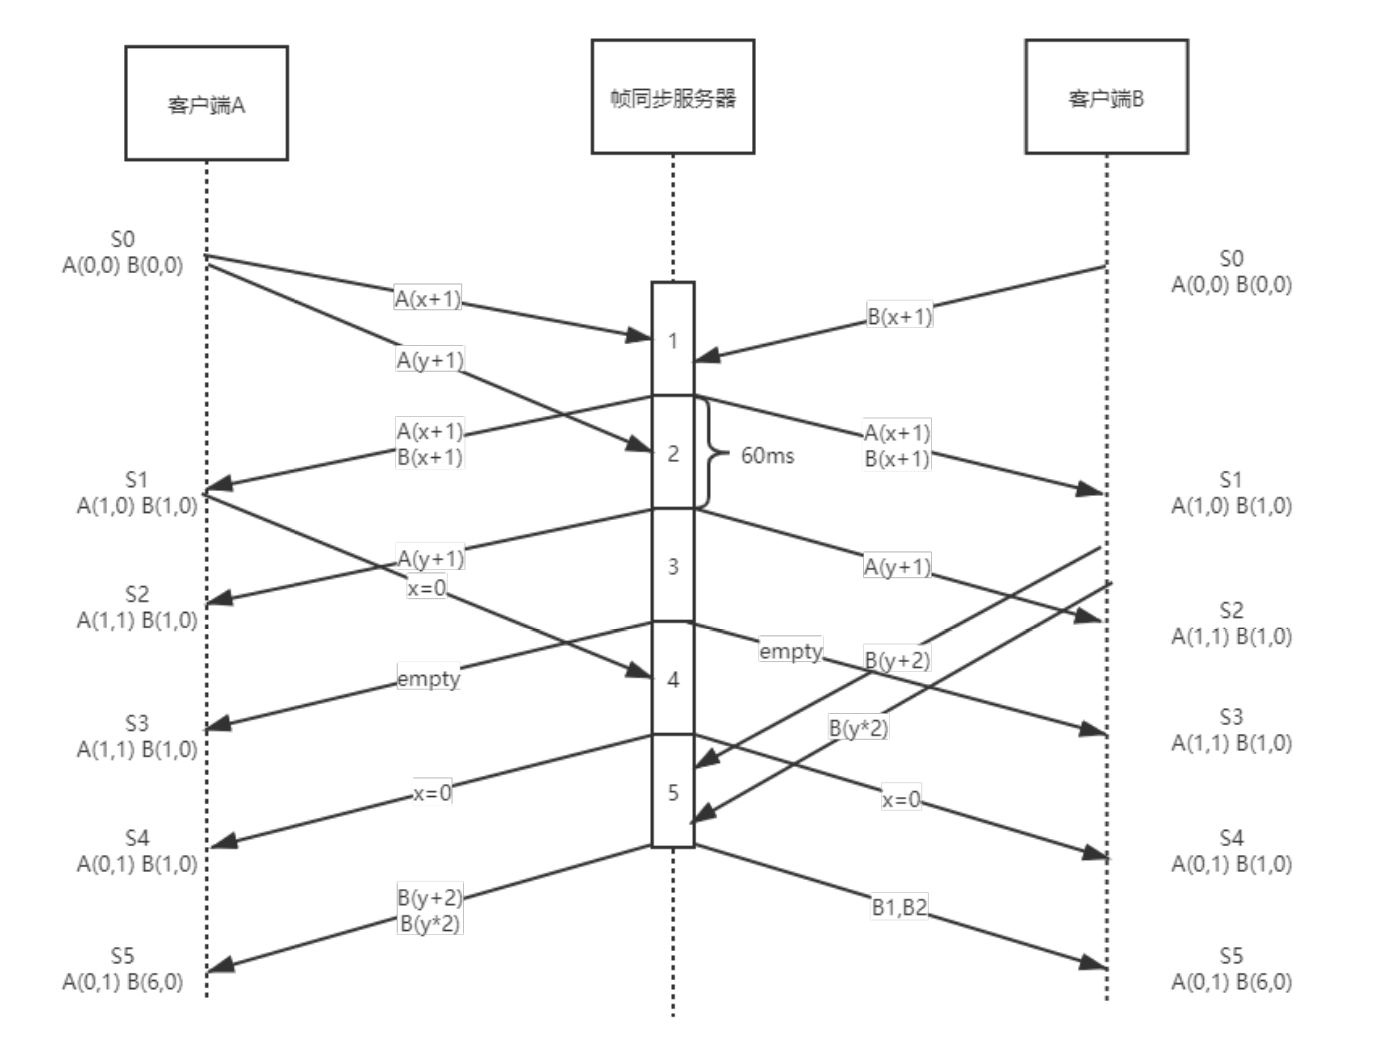 客户端A
帧同步服务器
客户端B
S0
A(0,0) B(0,0)
S0
A(0,0) B(0,0)
A(x+1)
B(x+1)
1
A(y+1)
A(x+1)
B(x+1)
A(x+1)
B(x+1)
2
60ms
S1
A(1,0) B(1,0)
S1
A(1,0) B(1,0)
A(y+1)
x=0
3
A(y+1)
S2
A(1,1) B(1,0)
S2
A(1,1) B(1,0)
empty
empty
B(y+2)
4
B(y*2)
S3
A(1,1) B(1,0)
S3
A(1,1) B(1,0)
x=0
5
x=0
S4
A(0,1) B(1,0)
S4
A(0,1) B(1,0)
B(y+2)
B(y*2)
B1,B2
S5
A(0,1) B(6,0)
S5
A(0,1) B(6,0)